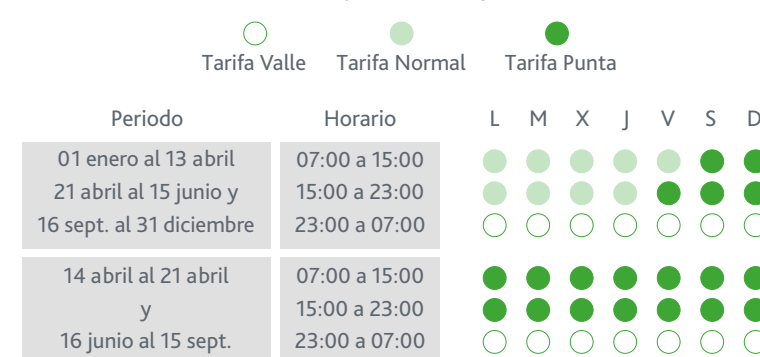 Tarifa Valle Tarifa Normal Tarifa Punta
Periodo Horario L M X J V S D
01 enero al 13 abril 07:00 a 15:00
21 abril al 15 junio y 15:00 a 23:00
16 sept. al 31 diciembre 23:00 a 07:00
14 abril al 21 abril 07:00 a 15:00
y 15:00 a 23:00
16 junio al 15 sept. 23:00 a 07:00